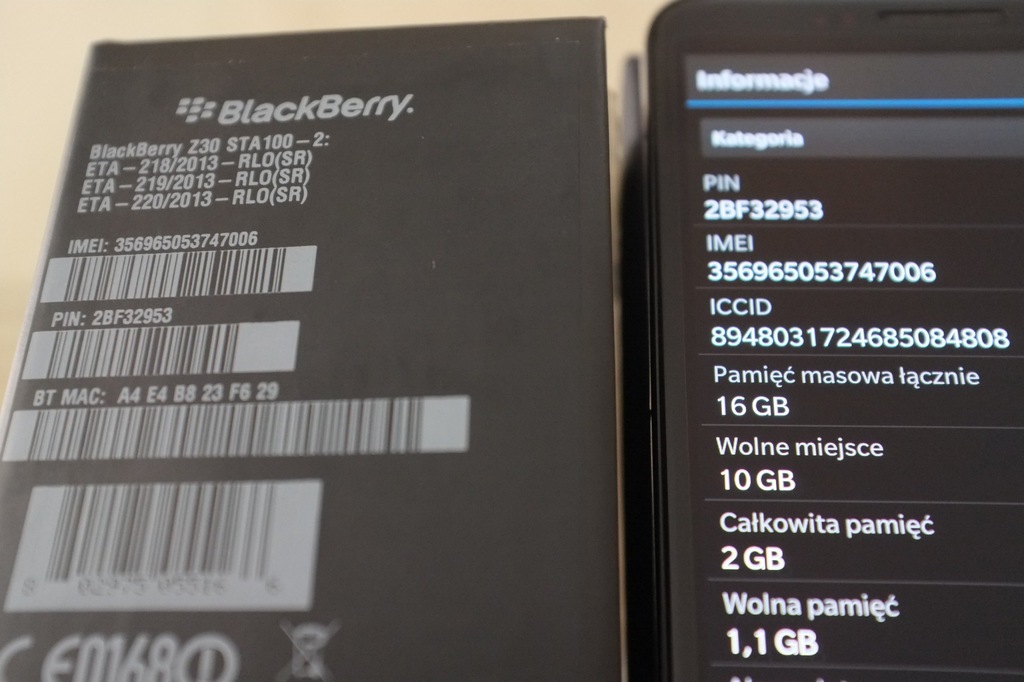 BlackBerry.
BlackBerry Z30 STA100-2:
ETA-218/2013-RLO(SR)
ETA-219/2013-RLO(SR)
ETA-220/2013-RLO(SR)
IMEI: 356965053747006
PIN: 2BF32953
BT MAC: A4 E4 B8 23 F6 29
Informacje
Kategoria
PIN
2BF32953
IMEI
356965053747006
ICCID
8948031724685084808
Pamięć masowa łącznie
16 GB
Wolne miejsce
10 GB
Całkowita pamięć
2 GB
Wolna pamięć
1,1 GB